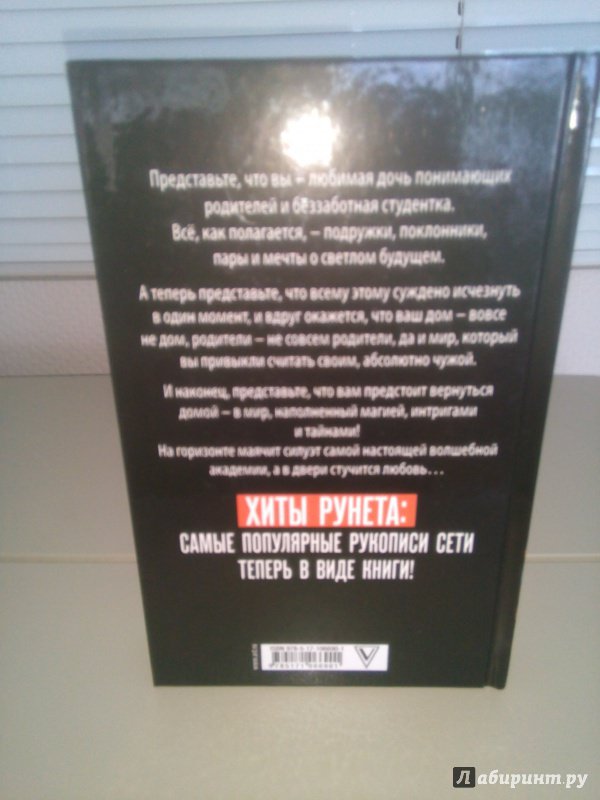 Представьте, что вы – любимая дочь понимающих
родителей и беззаботная студентка.
Всё, как полагается, – подружки, поклонники,
пары и мечты о светлом будущем.
А теперь представьте, что всему этому суждено исчезнуть
в один момент, и вдруг окажется, что ваш дом – вовсе
не дом, родители – не совсем родители, да и мир, который
вы привыкли считать своим, абсолютно чужой.
И наконец, представьте, что вам предстоит вернуться
домой – в мир, наполненный магией, интригами
и тайнами!
На горизонте маячит силуэт самой настоящей волшебной
академии, а в двери стучится любовь...
ХИТЫ РУНЕТА:
САМЫЕ ПОПУЛЯРНЫЕ РУКОПИСИ СЕТИ
ТЕПЕРЬ В ВИДЕ КНИГИ!
ISBN
Лабиринт.ру